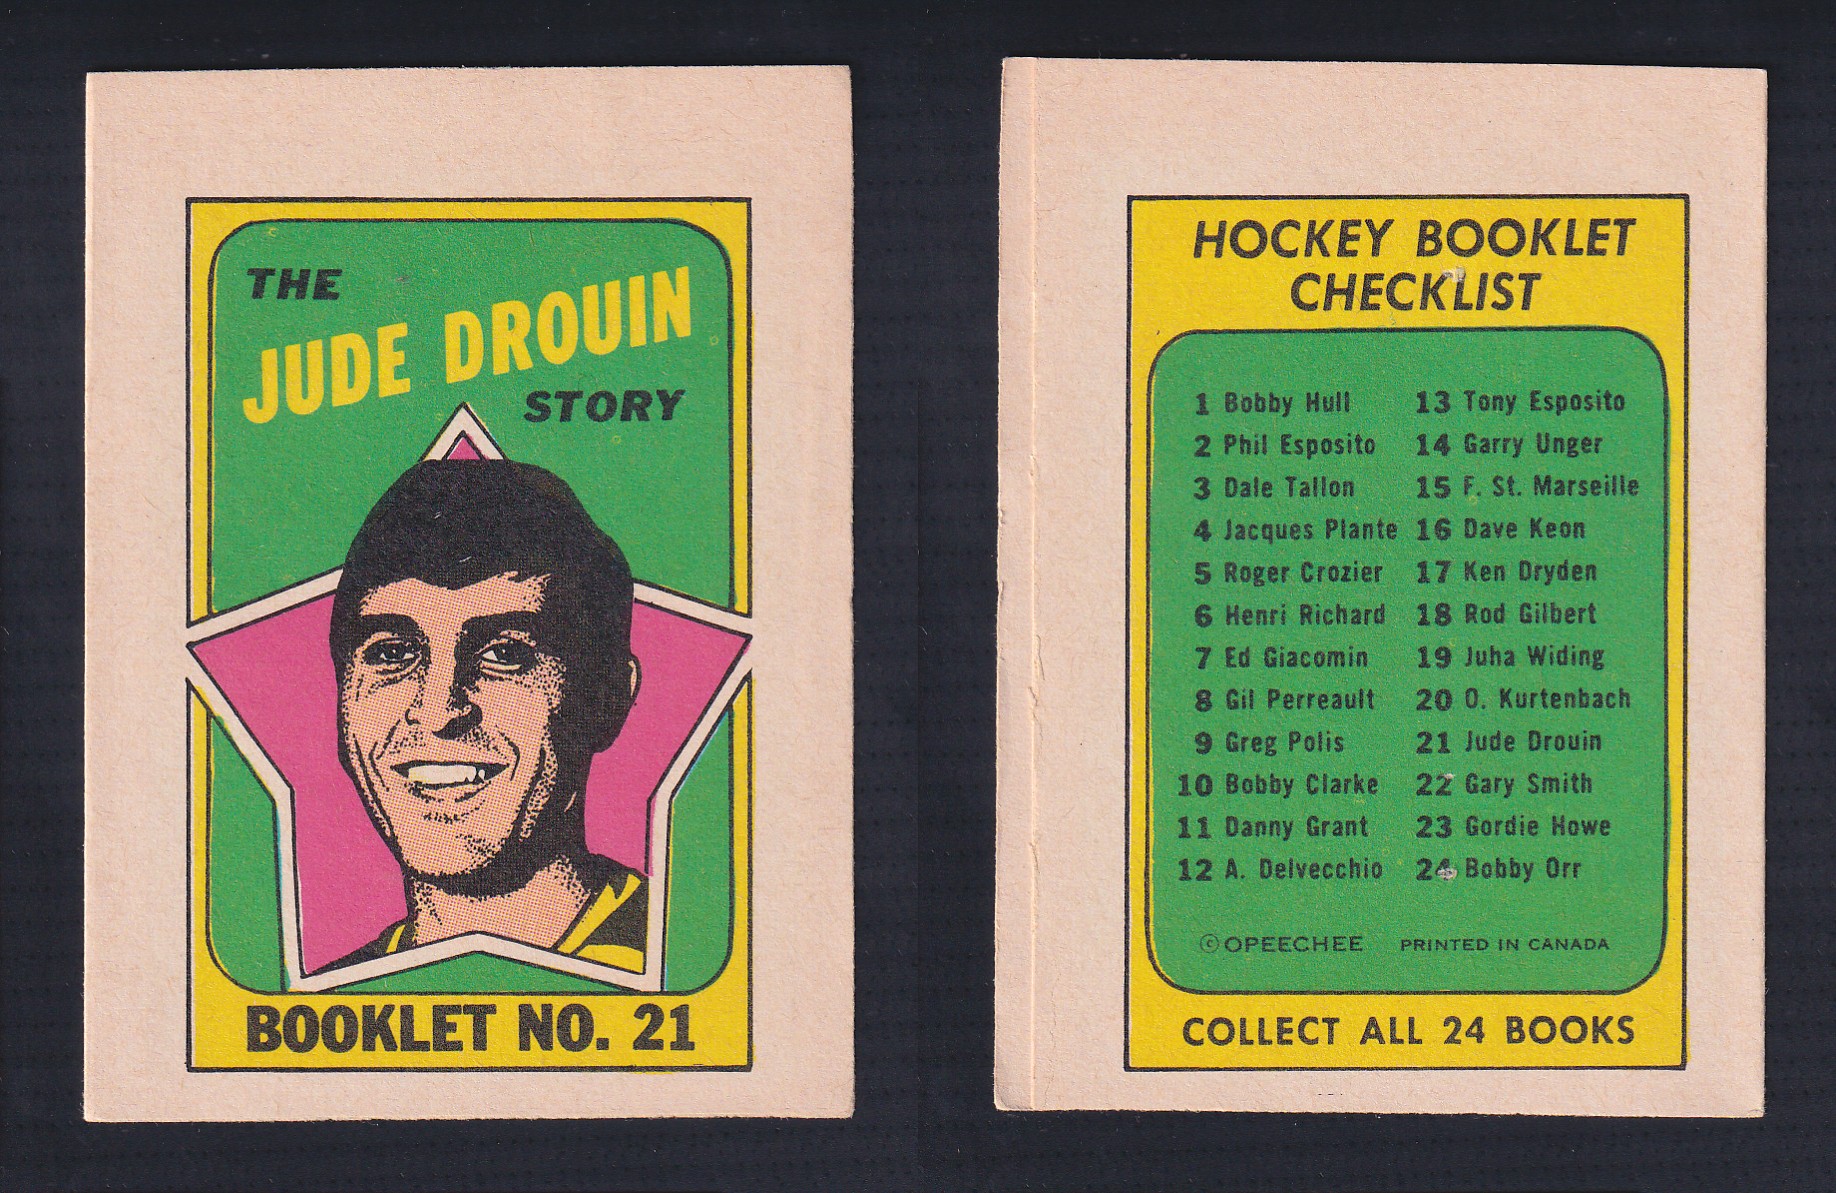 THE
JUDE DROUIN
STORY
BOOKLET NO. 21
HOCKEY BOOKLET
CHECKLIST
1 Bobby Hull
2 Phil Esposito
3 Dale Tallon
4 Jacques Plante
5 Roger Crozier
6 Henri Richard
7 Ed Giacomin
8 Gil Perreault
9 Greg Polis
10 Bobby Clarke
11 Danny Grant
12 A. Delvecchio
13 Tony Esposito
14 Garry Unger
15 F. St. Marseille
16 Dave Keon
17 Ken Dryden
18 Rod Gilbert
19 Juha Widing
20 O. Kurtenbach
21 Jude Drouin
22 Gary Smith
23 Gordie Howe
24 Bobby Orr
© OPEECHEE PRINTED IN CANADA
COLLECT ALL 24 BOOKS